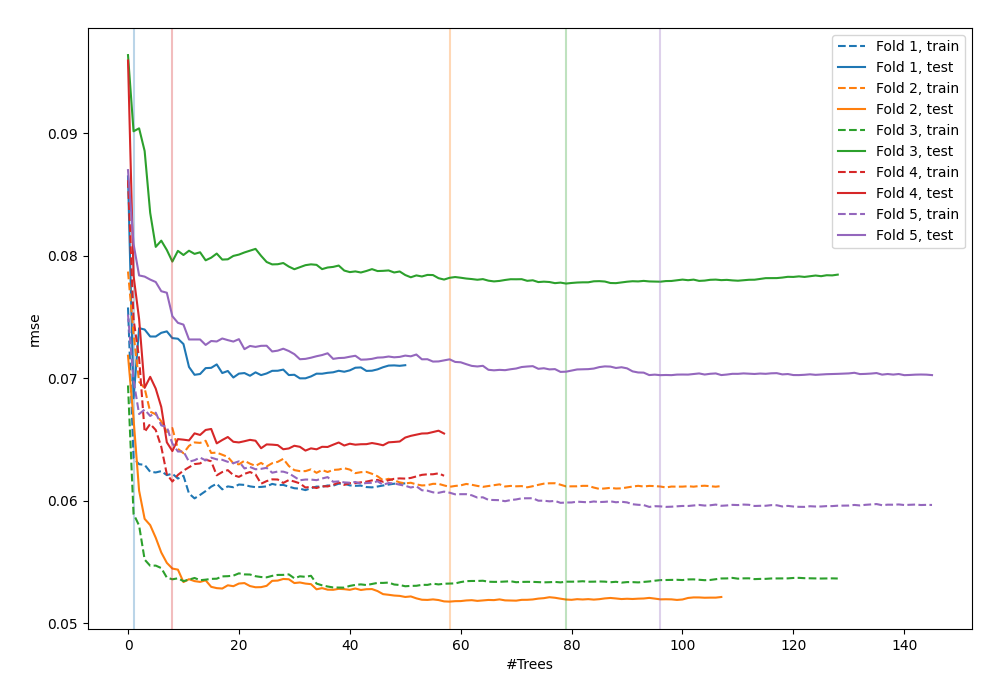 Fold 1, train
Fold 1, test
Fold 2, train
Fold 2, test
Fold 3, train
Fold 3, test
Fold 4, train
Fold 4, test
Fold 5, train
Fold 5, test
0.09
0.08
0.07
0.06
0.05
rmse
0 20 40 60 80 100 120 140
#Trees